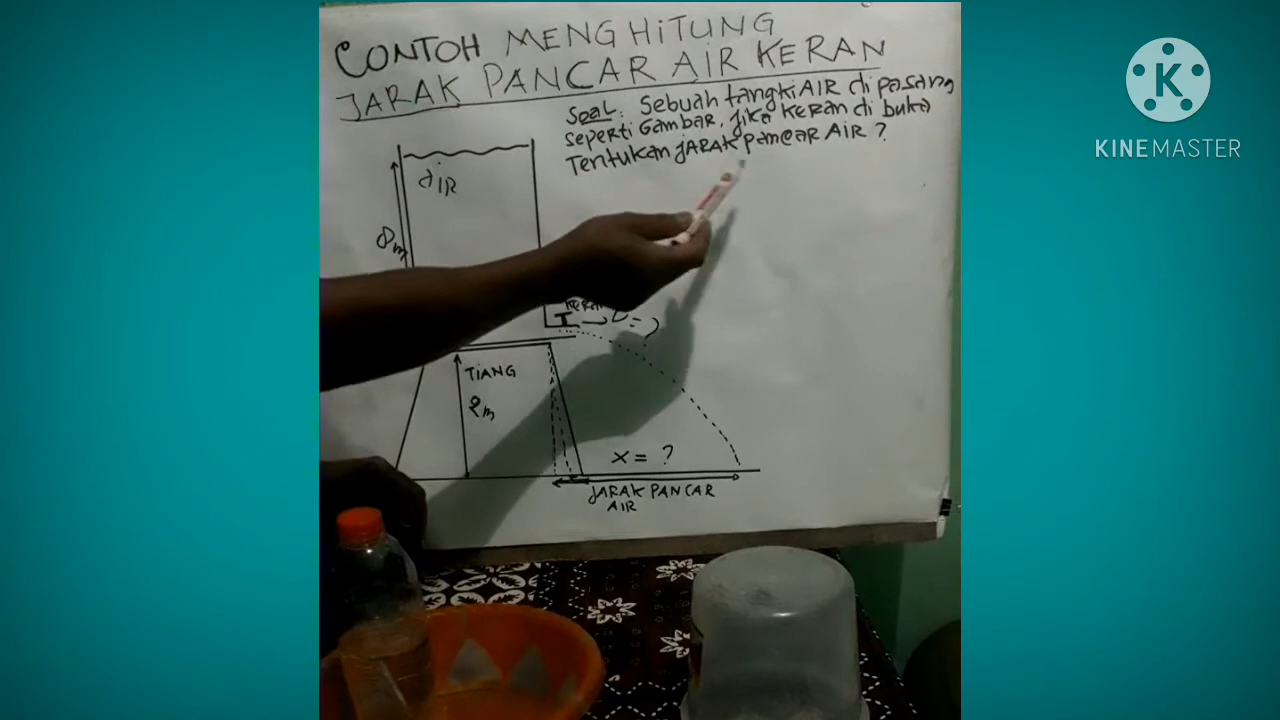 CONTOH MENGHITUNG
JARAK PANCAR AIR KERAN
Soal: Sebuah tangki AIR di pasang
seperti Gambar. Jika KERAN di buka
Tentukan JARAK pancar AIR ?
AIR
8m
= ?
TIANG
2m
x = ?
JARAK PANCAR
AIR
K
KINEMASTER